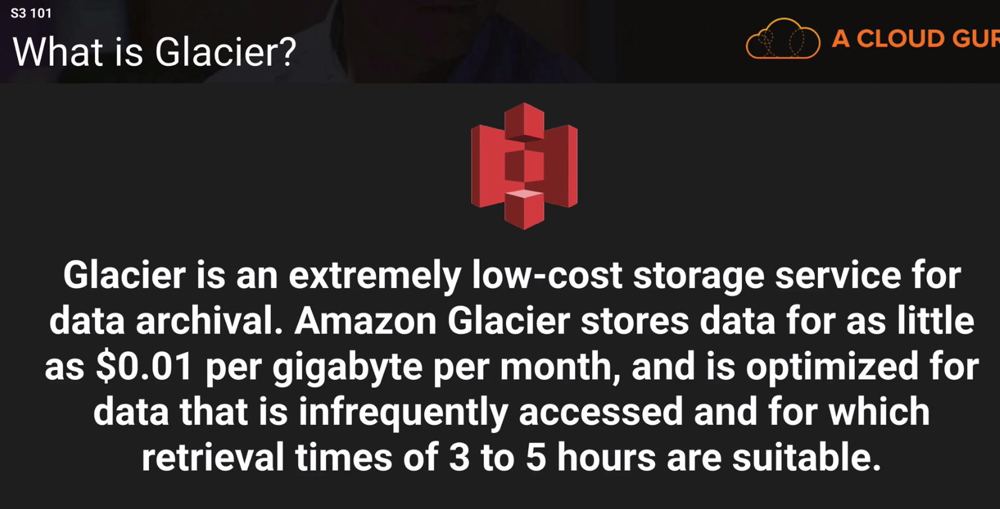 S3 101
What is Glacier?
A CLOUD GUR
Glacier is an extremely low-cost storage service for
data archival. Amazon Glacier stores data for as little
as $0.01 per gigabyte per month, and is optimized for
data that is infrequently accessed and for which
retrieval times of 3 to 5 hours are suitable.